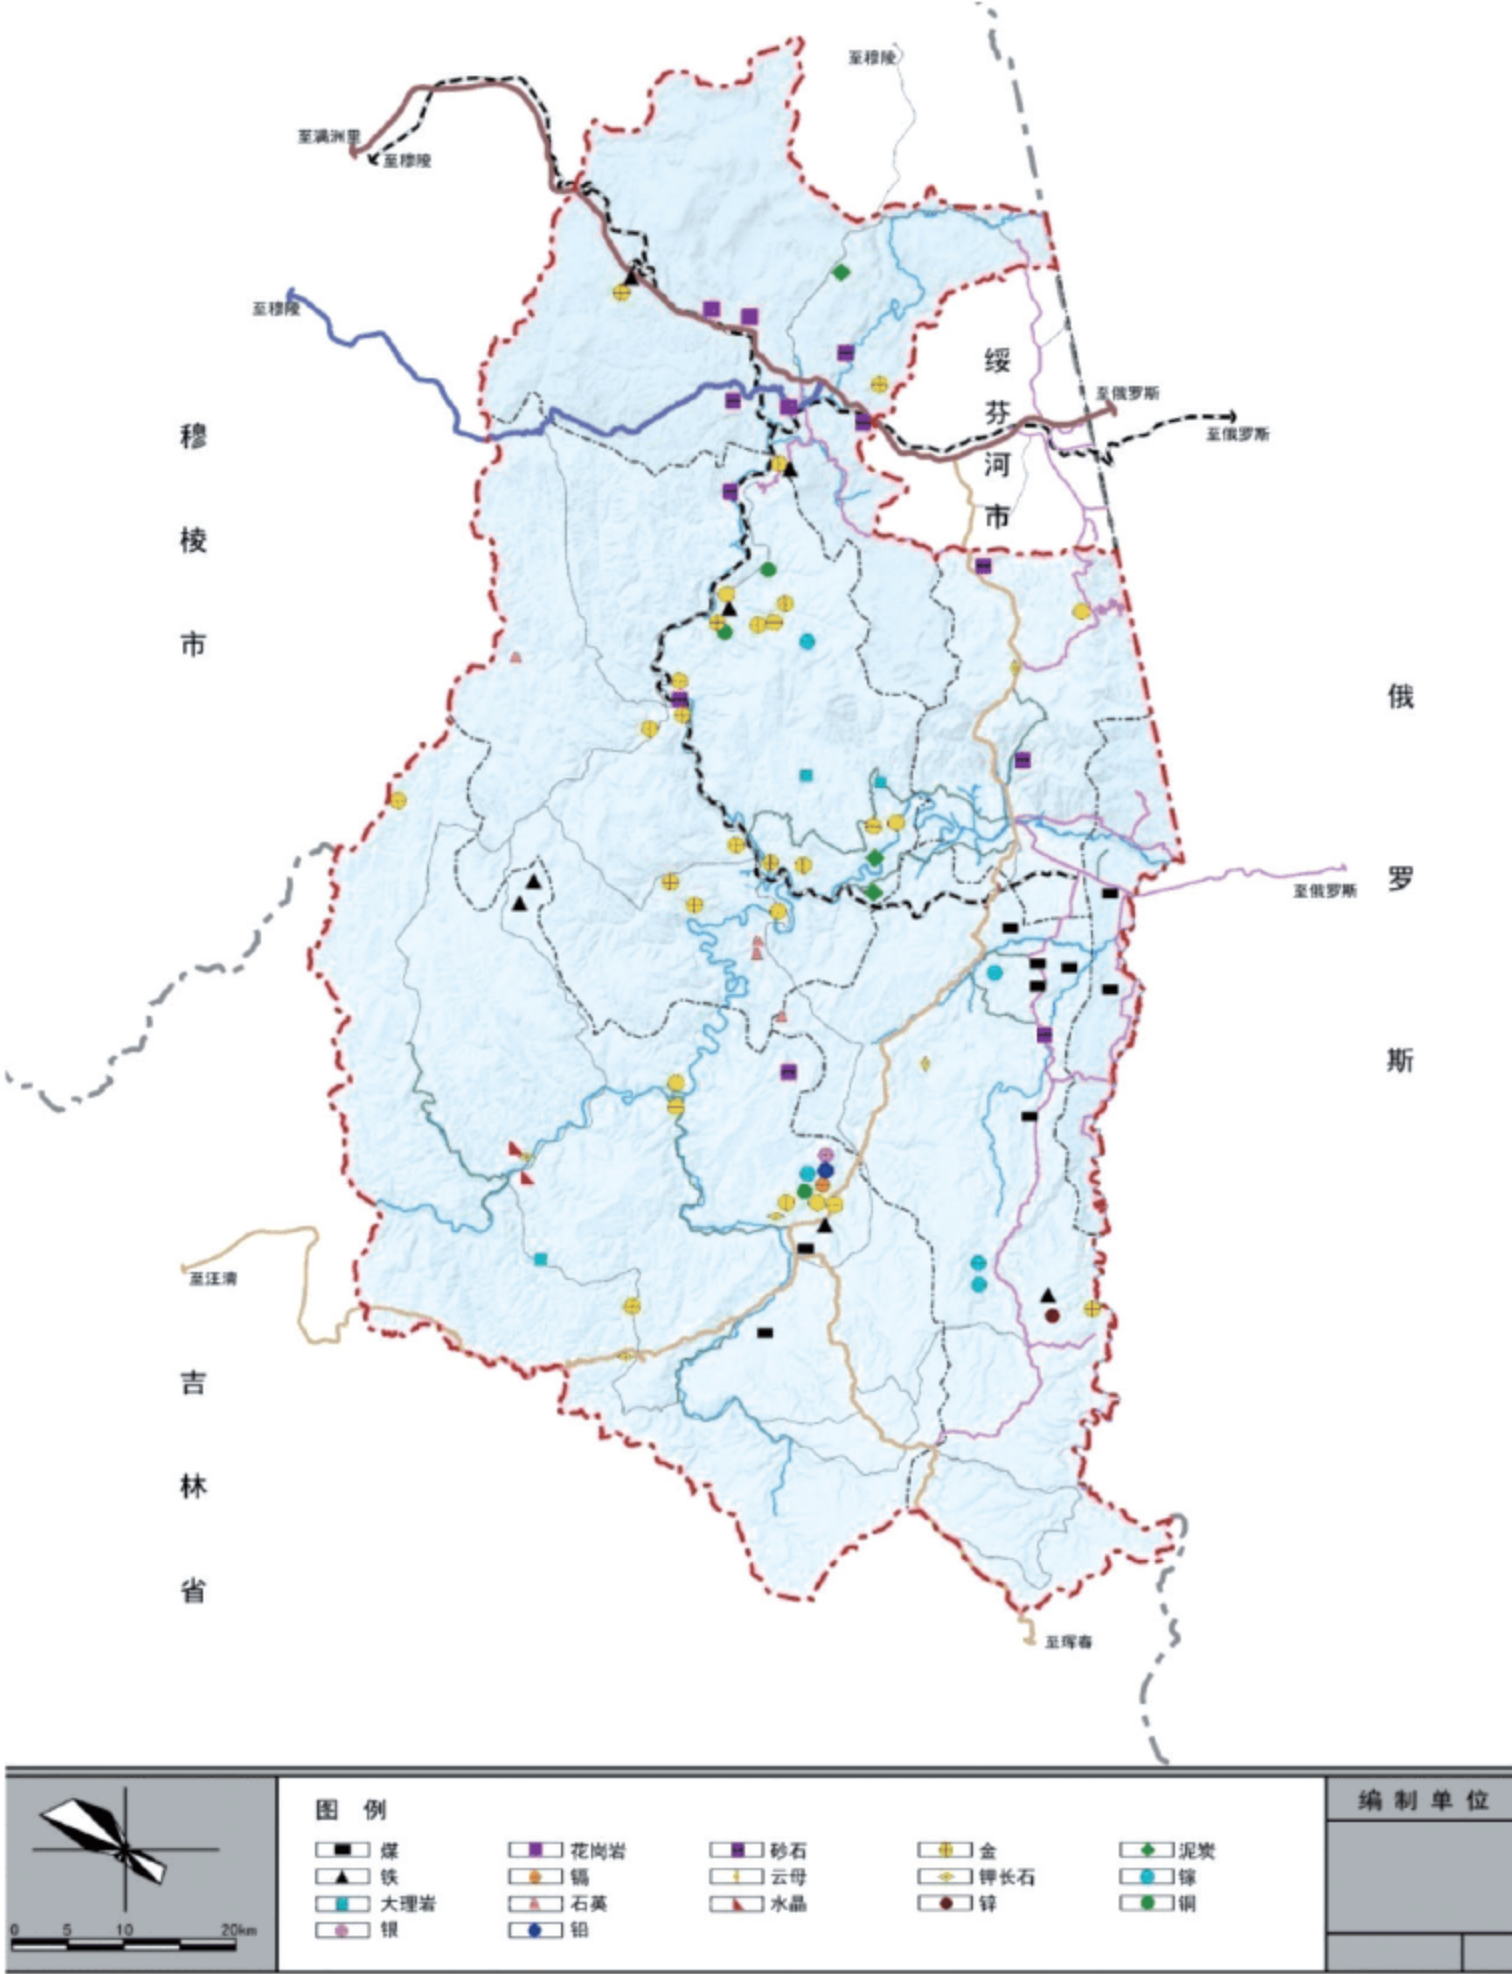 至穆陵
至满洲里
至穆陵
至穆陵
绥芬河市
至俄罗斯
至俄罗斯
穆棱市
俄罗斯
至俄罗斯
至汪清
吉林省
至珲春
图 例
编 制 单 位
煤
花岗岩
砂石
金
泥炭
铁
镉
云母
钾长石
镓
大理岩
石英
水晶
锌
铜
银
铅
0 5 10 20km